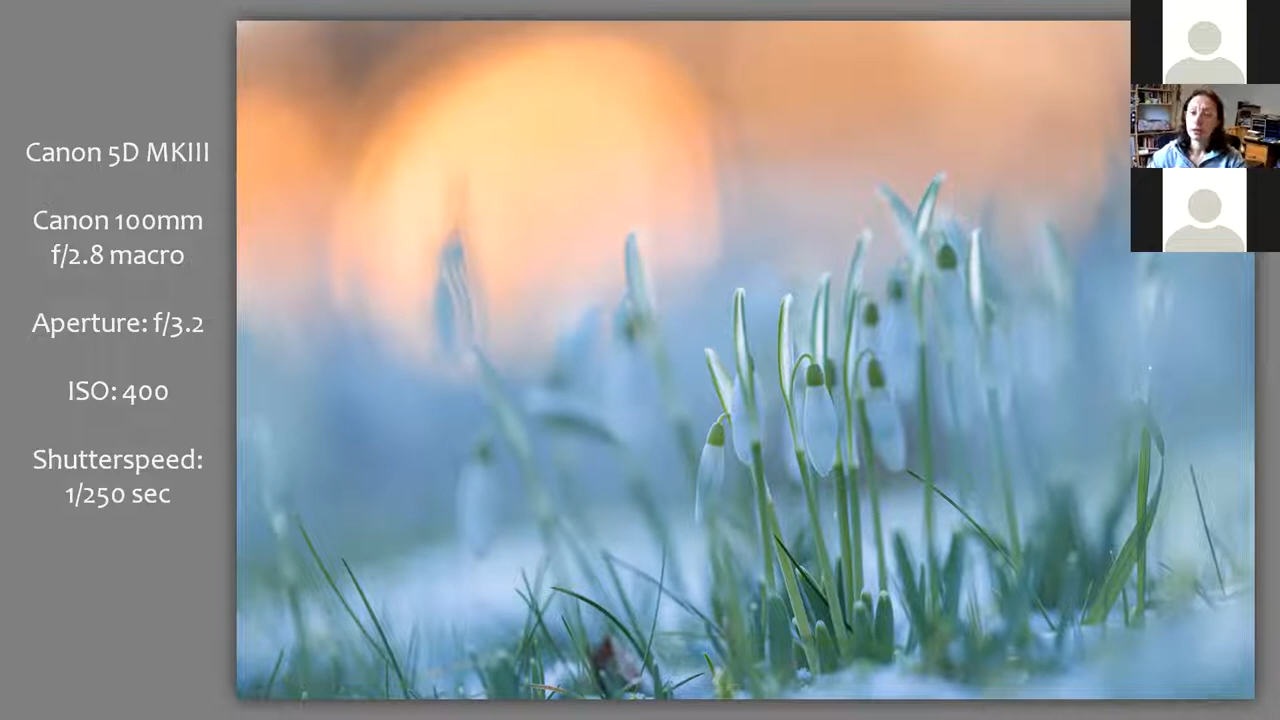 Canon 5D MKIII
Canon 100mm
f/2.8 macro
Aperture: f/3.2
ISO: 400
Shutterspeed:
1/250 sec